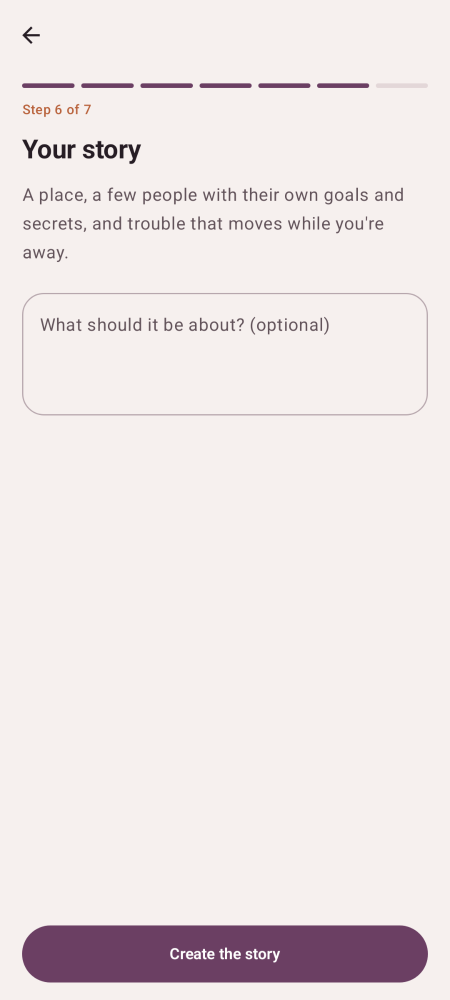 Step 6 of 7
Your story
A place, a few people with their own goals and
secrets, and trouble that moves while you're
away.
What should it be about? (optional)
Create the story